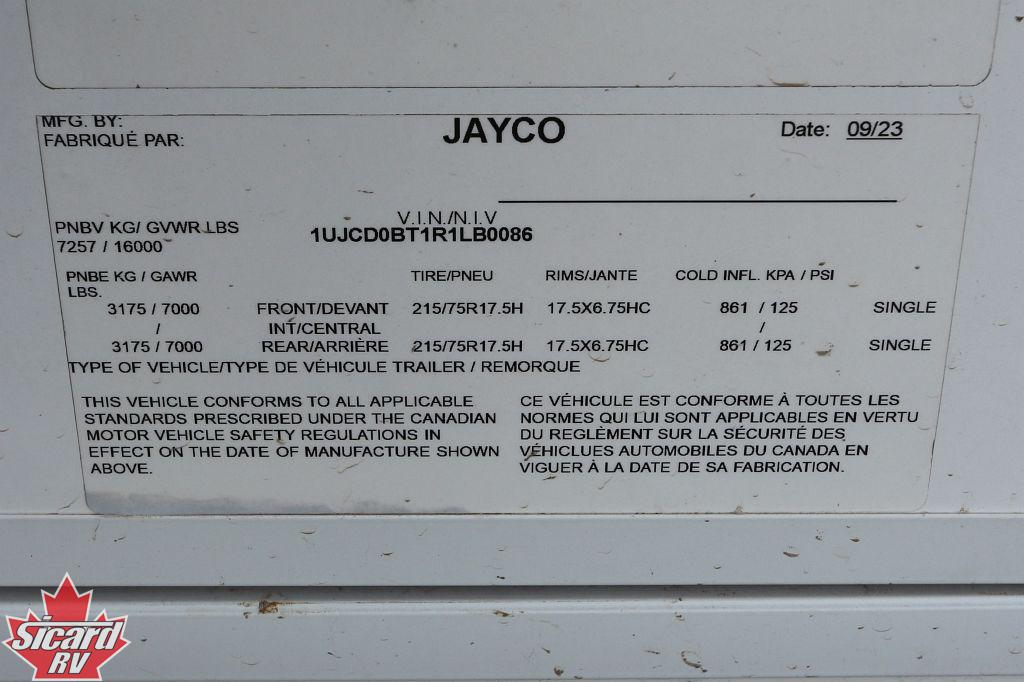 MFG. BY:
FABRIQUÉ PAR:
JAYCO
Date: 09/23
PNBV KG/ GVWR LBS
7257 / 16000
V.I.N./N.I.V
1UJCD0BT1R1LB0086
PNBE KG / GAWR TIRE/PNEU RIMS/JANTE COLD INFL. KPA / PSI
LBS.
3175 / 7000 FRONT/DEVANT 215/75R17.5H 17.5X6.75HC 861 / 125 SINGLE
/ INT/CENTRAL /
3175 / 7000 REAR/ARRIÈRE 215/75R17.5H 17.5X6.75HC 861 / 125 SINGLE
TYPE OF VEHICLE/TYPE DE VÉHICULE TRAILER / REMORQUE
THIS VEHICLE CONFORMS TO ALL APPLICABLE
STANDARDS PRESCRIBED UNDER THE CANADIAN
MOTOR VEHICLE SAFETY REGULATIONS IN
EFFECT ON THE DATE OF MANUFACTURE SHOWN
ABOVE.
CE VÉHICULE EST CONFORME À TOUTES LES
NORMES QUI LUI SONT APPLICABLES EN VERTU
DU REGLÈMENT SUR LA SÉCURITÉ DES
VÉHICLUES AUTOMOBILES DU CANADA EN
VIGUER À LA DATE DE SA FABRICATION.
Sicard
RV